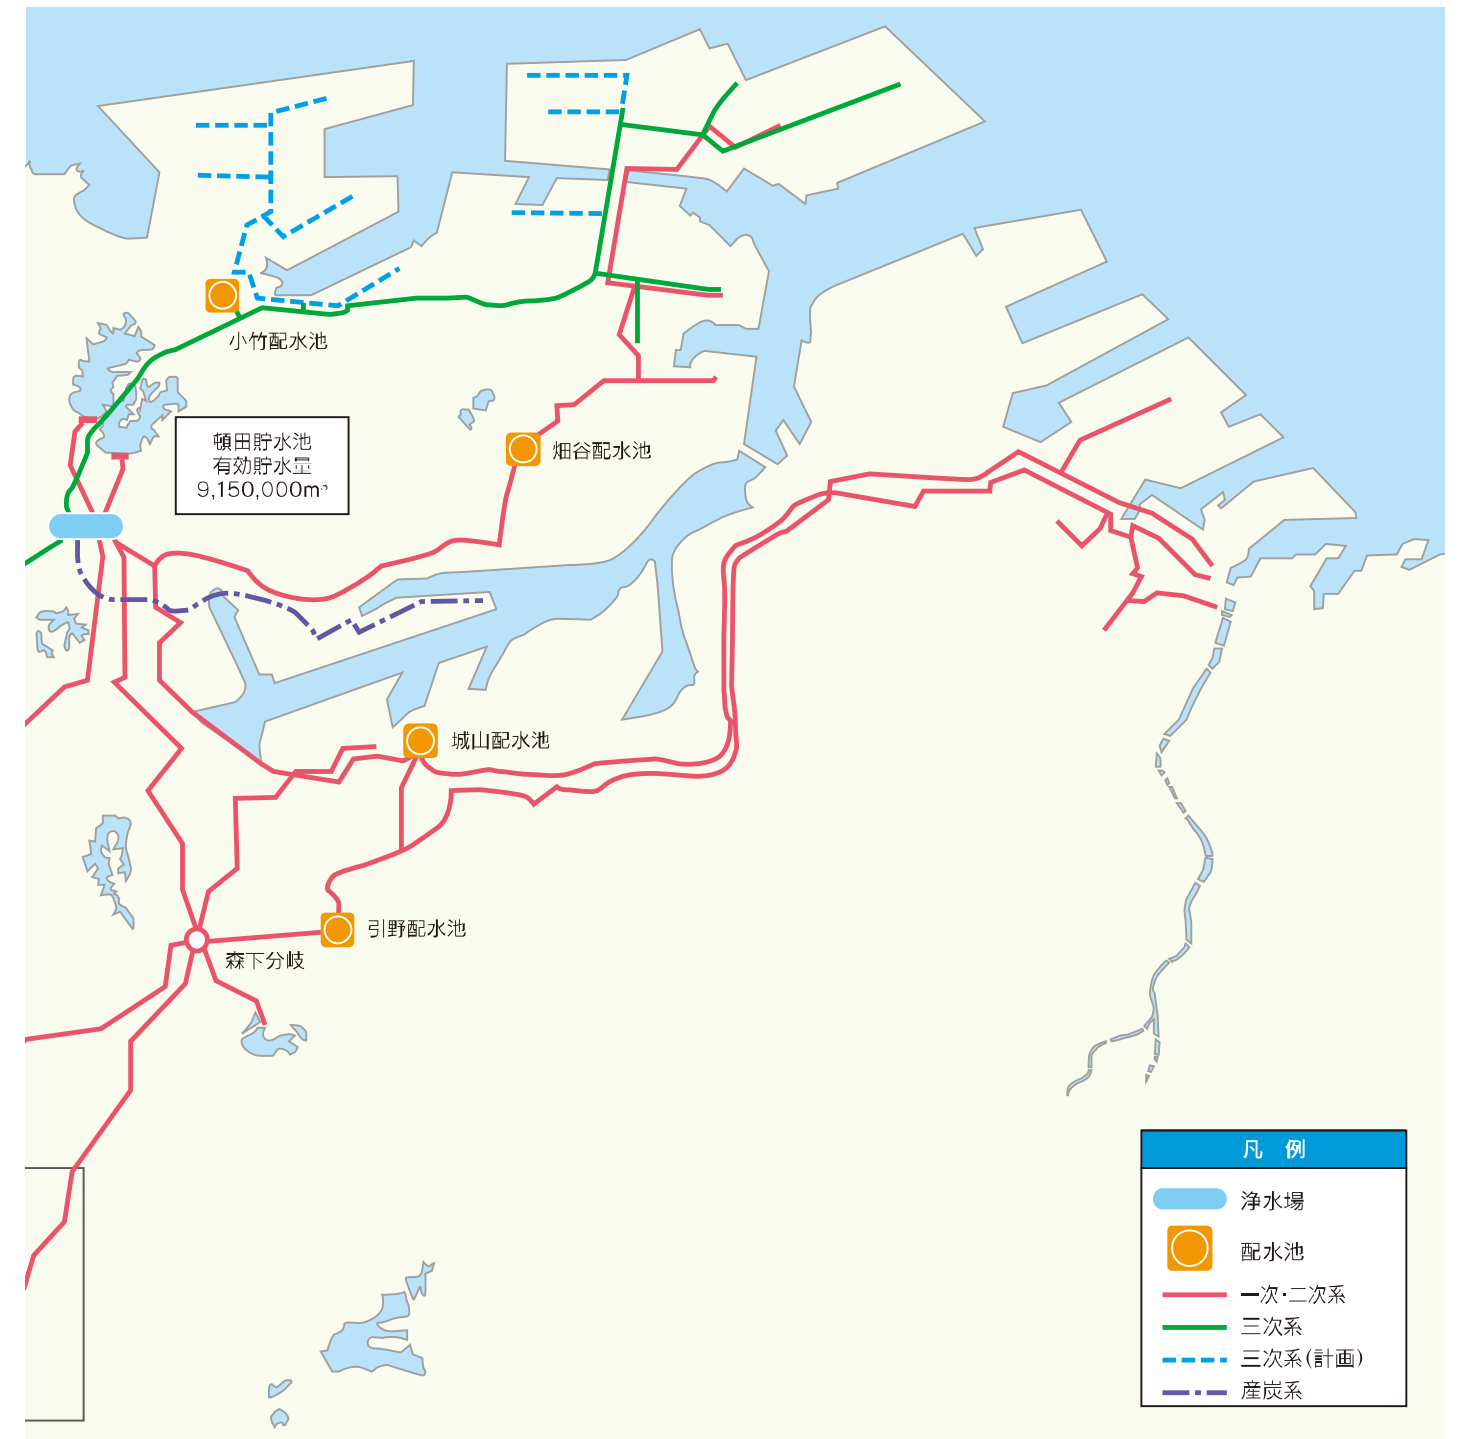 小竹配水池
頓田貯水池
有効貯水量
9,150,000m³
畑谷配水池
城山配水池
引野配水池
森下分岐
凡 例
浄水場
配水池
一次・二次系
三次系
三次系(計画)
産炭系